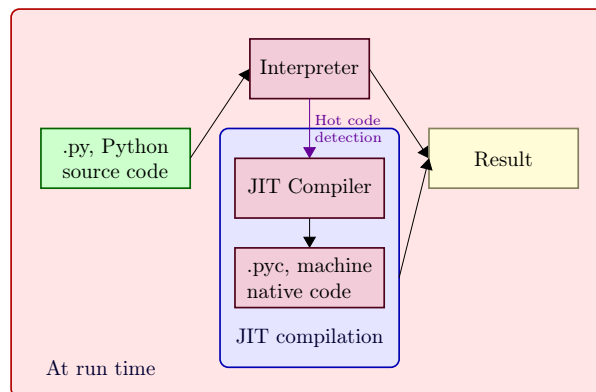 Interpreter
Hot code
detection
.py, Python
source code
Result
JIT Compiler
.pyc, machine
native code
JIT compilation
At run time